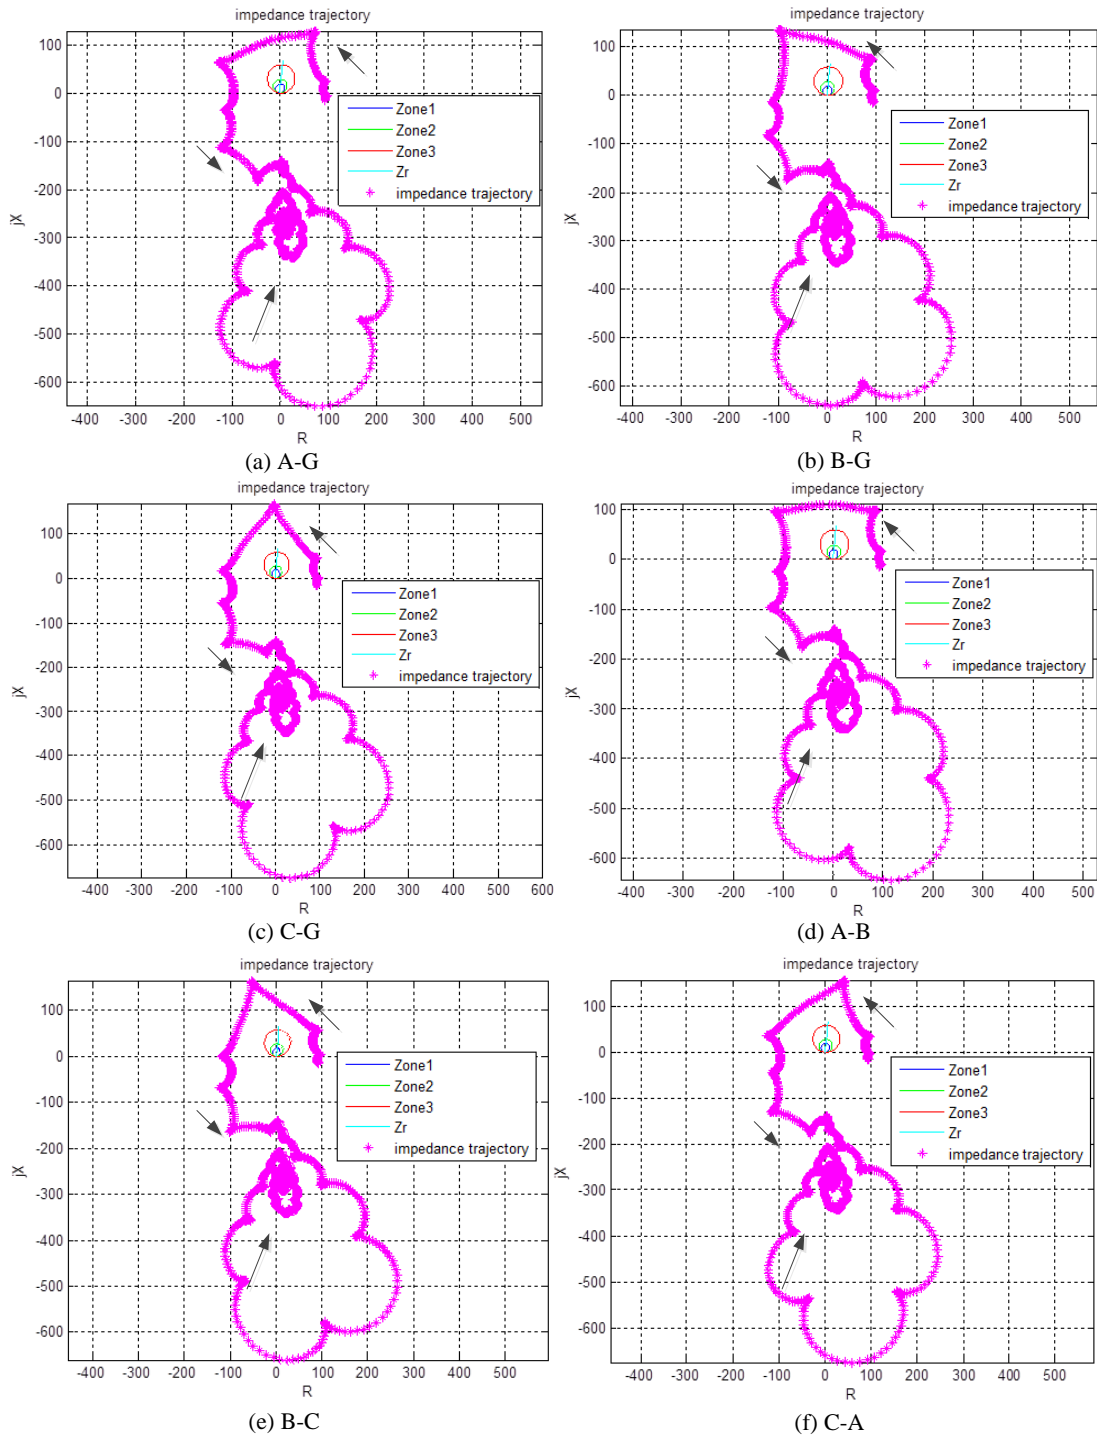 impedance trajectory
100
0
-100
-200
-300
-400
-500
-600
jX
-400 -300 -200 -100 0 100 200 300 400 500
R
Zone1
Zone2
Zone3
Zr
impedance trajectory
(a) A-G
impedance trajectory
100
0
-100
-200
-300
-400
-500
-600
jX
-400 -300 -200 -100 0 100 200 300 400 500
R
Zone1
Zone2
Zone3
Zr
impedance trajectory
(b) B-G
impedance trajectory
100
0
-100
-200
-300
-400
-500
-600
jX
-400 -300 -200 -100 0 100 200 300 400 500 600
R
Zone1
Zone2
Zone3
Zr
impedance trajectory
(c) C-G
impedance trajectory
100
0
-100
-200
-300
-400
-500
-600
jX
-400 -300 -200 -100 0 100 200 300 400 500
R
Zone1
Zone2
Zone3
Zr
impedance trajectory
(d) A-B
impedance trajectory
100
0
-100
-200
-300
-400
-500
-600
jX
-400 -300 -200 -100 0 100 200 300 400 500
R
Zone1
Zone2
Zone3
Zr
impedance trajectory
(e) B-C
impedance trajectory
100
0
-100
-200
-300
-400
-500
-600
jX
-400 -300 -200 -100 0 100 200 300 400 500
R
Zone1
Zone2
Zone3
Zr
impedance trajectory
(f) C-A